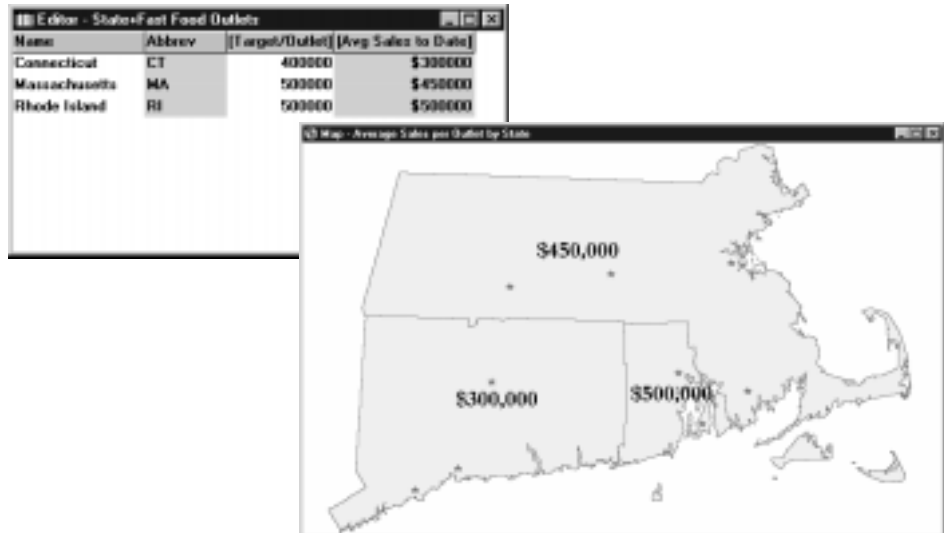 Editor - State+Fast Food Outlets
Name Abbrev [Target/Outlet] [Avg Sales to Date]
Connecticut CT 400000 $300000
Massachusetts MA 500000 $450000
Rhode Island RI 500000 $500000
Map - Average Sales per Outlet by State
$450,000
$300,000
$500,000